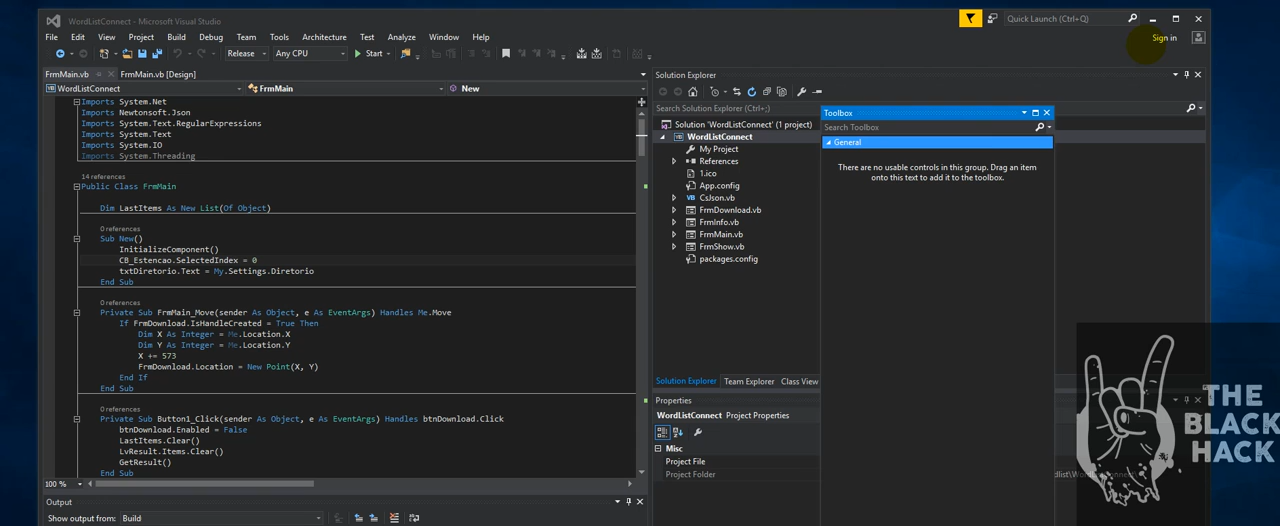 WordListConnect - Microsoft Visual Studio
Quick Launch (Ctrl+;)
Sign in
File Edit View Project Build Debug Team Tools Architecture Test Analyze Window Help
Release Any CPU Start
FrmMain.vb FrmMain.vb [Design]
WordListConnect FrmMain New
Imports System.Net
Imports Newtonsoft.Json
Imports System.Text.RegularExpressions
Imports System.Text
Imports System.IO
Imports System.Threading
14 references
Public Class FrmMain
Dim LastItems As New List(Of Object)
0 references
Sub New()
InitializeComponent()
CB_Estencao.SelectedIndex = 0
txtDiretorio.Text = My.Settings.Diretorio
End Sub
0 references
Private Sub FrmMain_Move(sender As Object, e As EventArgs) Handles Me.Move
If FrmDownload.IsHandleCreated = True Then
Dim X As Integer = Me.Location.X
Dim Y As Integer = Me.Location.Y
X += 573
FrmDownload.Location = New Point(X, Y)
End If
End Sub
0 references
Private Sub Button1_Click(sender As Object, e As EventArgs) Handles btnDownload.Click
btnDownload.Enabled = False
LastItems.Clear()
LvResult.Items.Clear()
GetResult()
End Sub
100 %
Output
Show output from: Build
Solution Explorer
Search Solution Explorer (Ctrl+;)
Solution 'WordListConnect' (1 project)
WordListConnect
My Project
References
1.ico
App.config
CsJson.vb
FrmDownload.vb
FrmInfo.vb
FrmMain.vb
FrmShow.vb
packages.config
Solution Explorer Team Explorer Class View
Properties
WordListConnect Project Properties
Misc
Project File
Project Folder
Toolbox
Search Toolbox
General
There are no usable controls in this group. Drag an item
onto this text to add it to the toolbox.
THE
BLACK
HACK